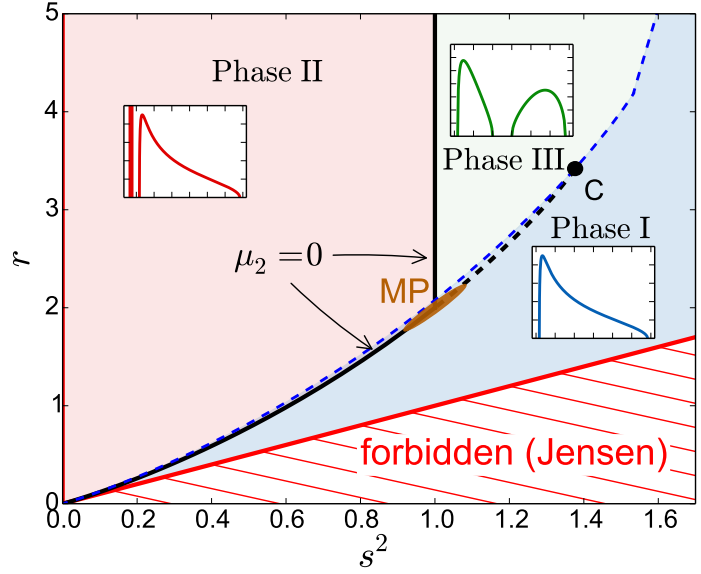 5
4
3
2
1
0
r
Phase II
Phase III
C
Phase I
μ₂ = 0
MP
forbidden (Jensen)
0.0 0.2 0.4 0.6 0.8 1.0 1.2 1.4 1.6
s²